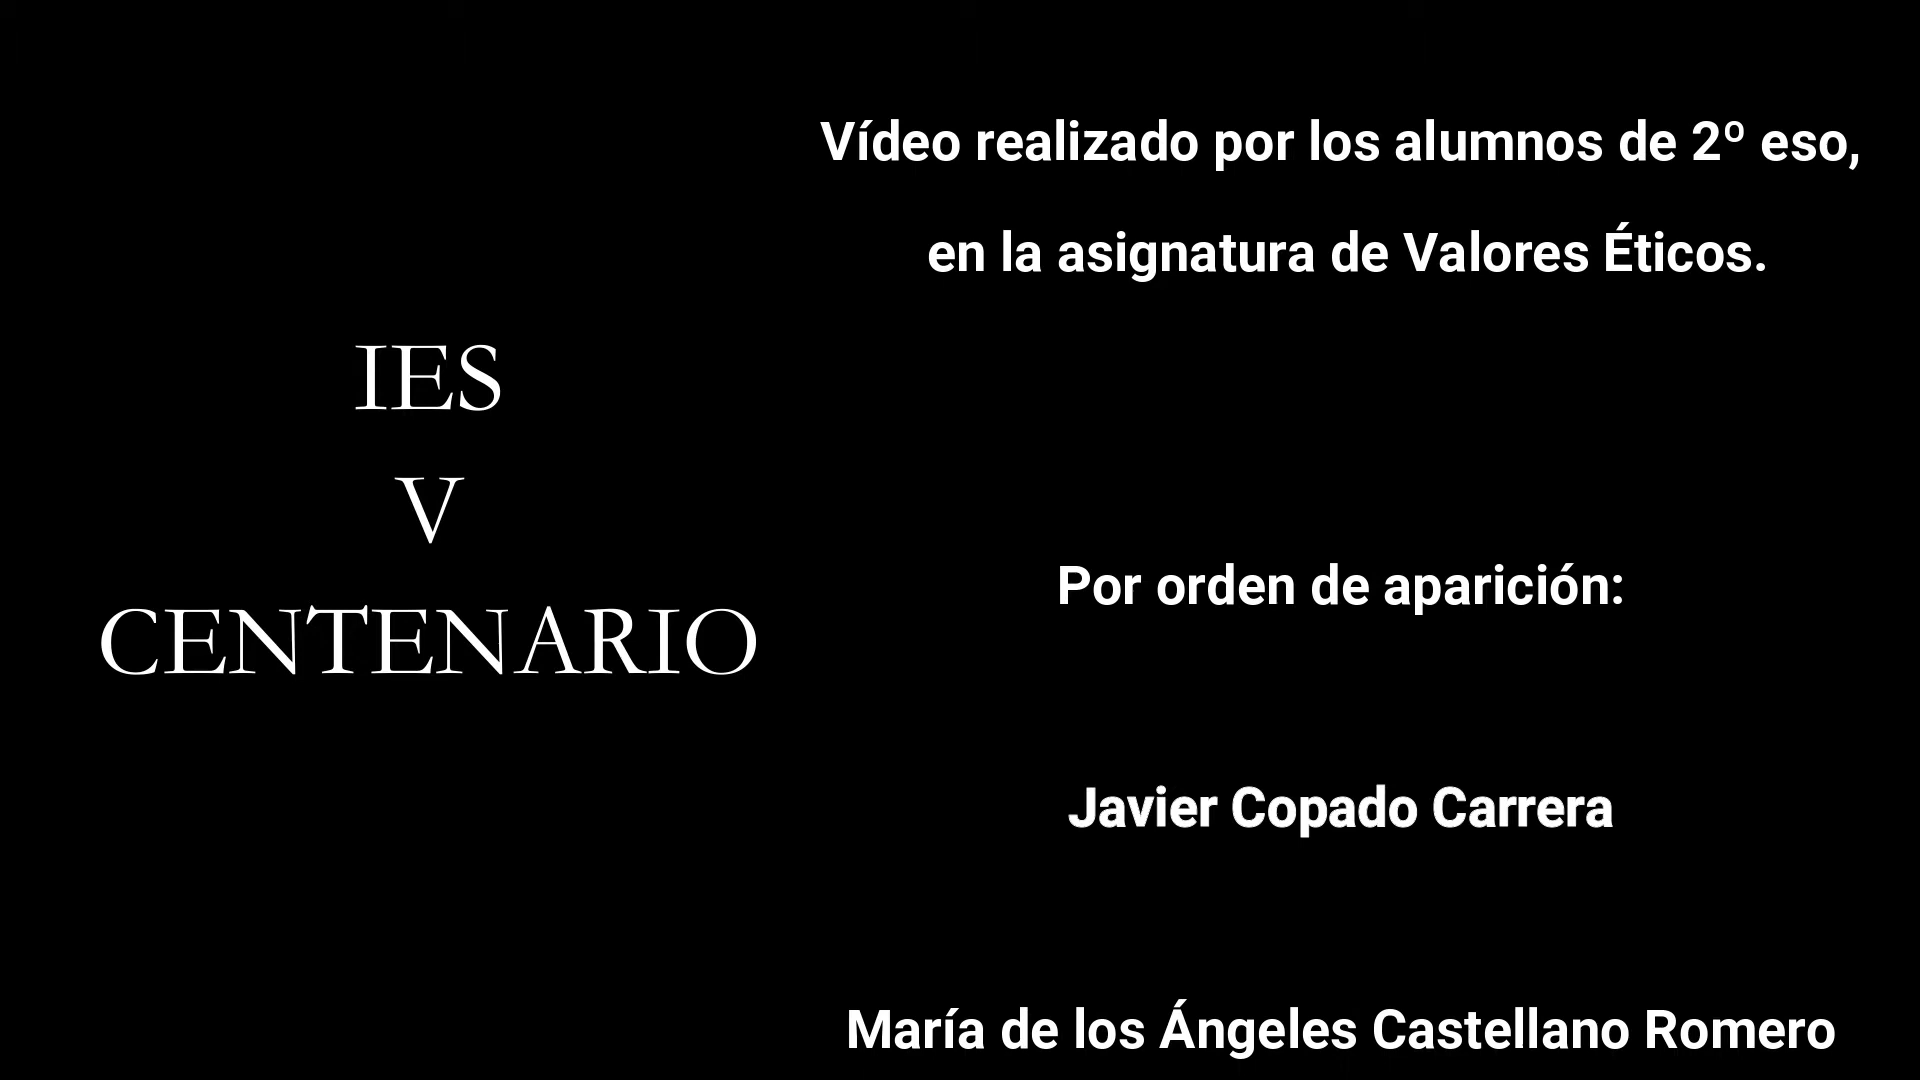 IES
V
CENTENARIO
Vídeo realizado por los alumnos de 2º eso,
en la asignatura de Valores Éticos.
Por orden de aparición:
Javier Copado Carrera
María de los Ángeles Castellano Romero